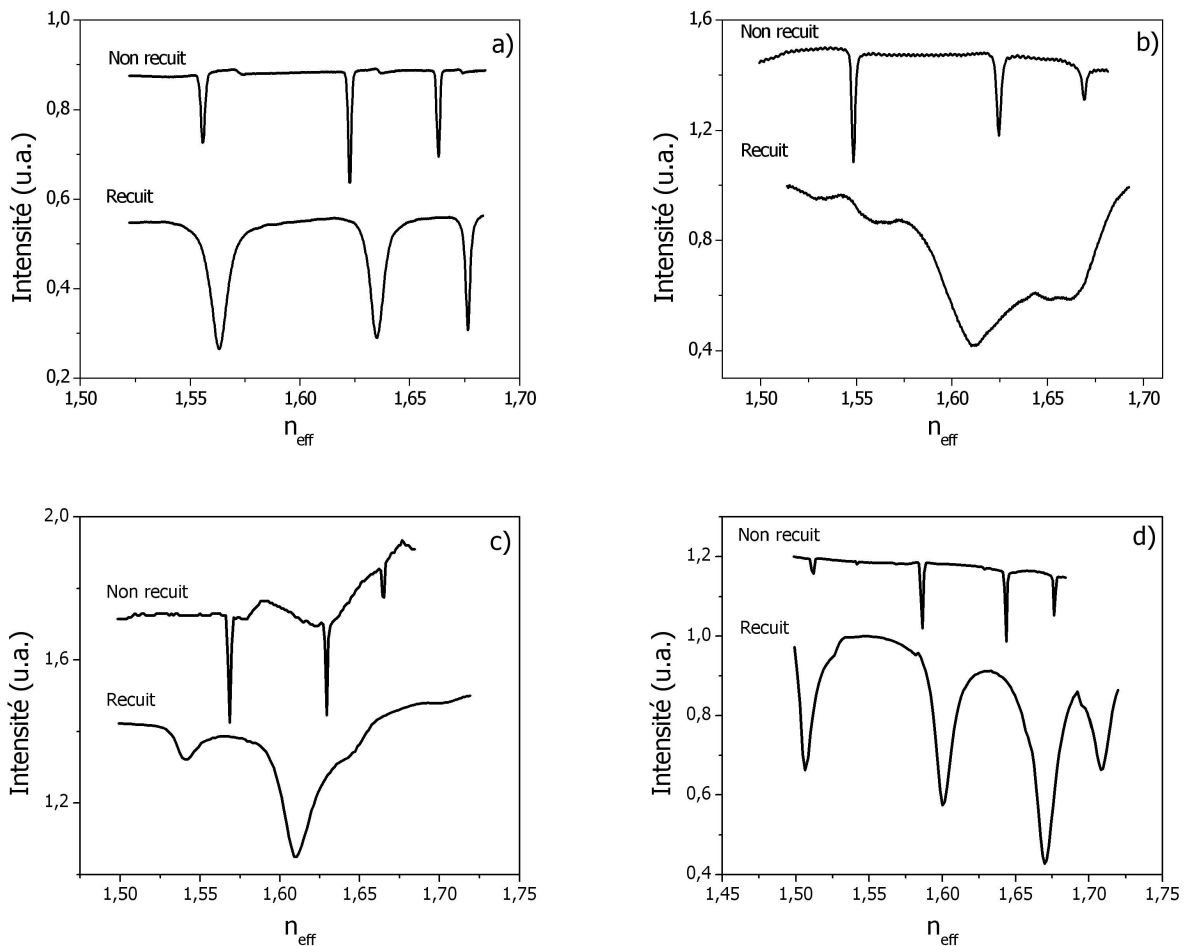 a)
1,0
Non recuit
0,8
Intensité (u.a.)
0,6
Recuit
0,4
0,2
1,50 1,55 1,60 1,65 1,70
neff
b)
1,6
Non recuit
1,2
Intensité (u.a.)
Recuit
0,8
0,4
1,50 1,55 1,60 1,65 1,70
neff
c)
2,0
Non recuit
Intensité (u.a.)
1,6
Recuit
1,2
1,50 1,55 1,60 1,65 1,70 1,75
neff
d)
Non recuit
1,2
Recuit
1,0
Intensité (u.a.)
0,8
0,6
0,4
1,45 1,50 1,55 1,60 1,65 1,70 1,75
neff